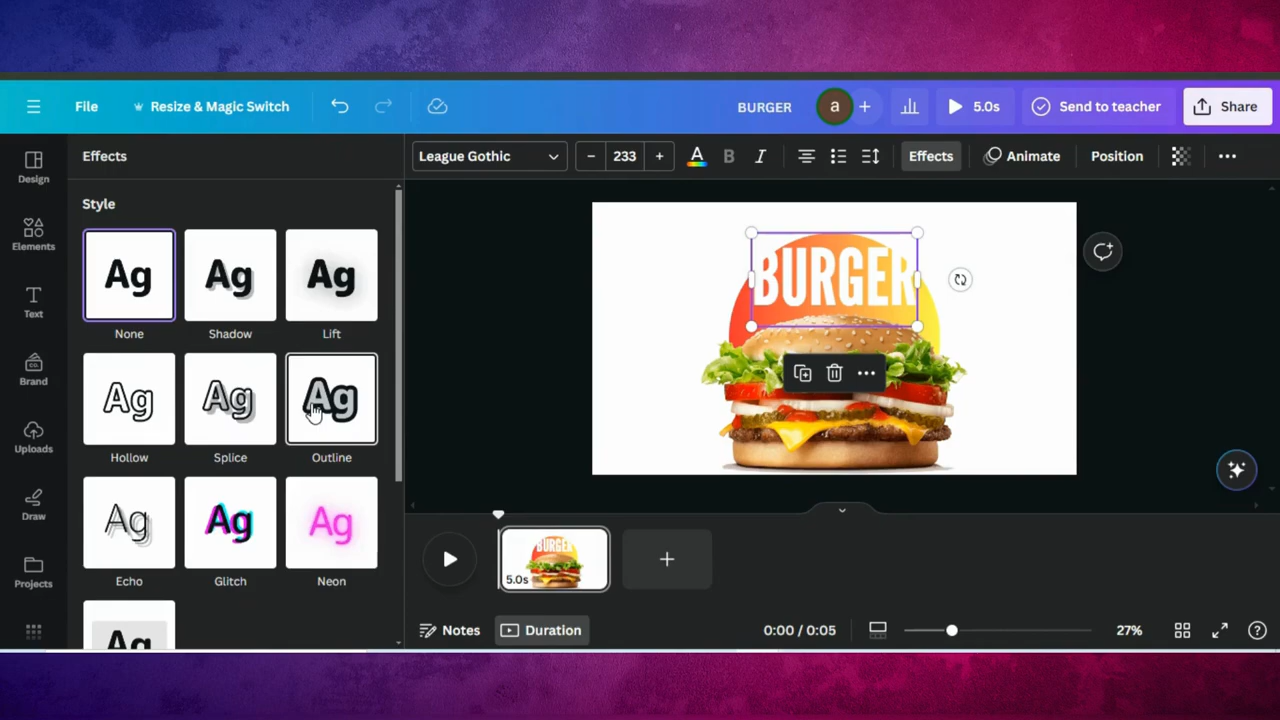 File
Resize & Magic Switch
BURGER
a
5.0s
Send to teacher
Share
Effects
League Gothic
233
A
B
I
Effects
Animate
Position
Design
Elements
Text
Brand
Uploads
Draw
Projects
Style
Ag
Ag
Ag
None
Shadow
Lift
Ag
Ag
Ag
Hollow
Splice
Outline
Ag
Ag
Ag
Echo
Glitch
Neon
Ag
BURGER
BURGER
5.0s
Notes
Duration
0:00 / 0:05
27%